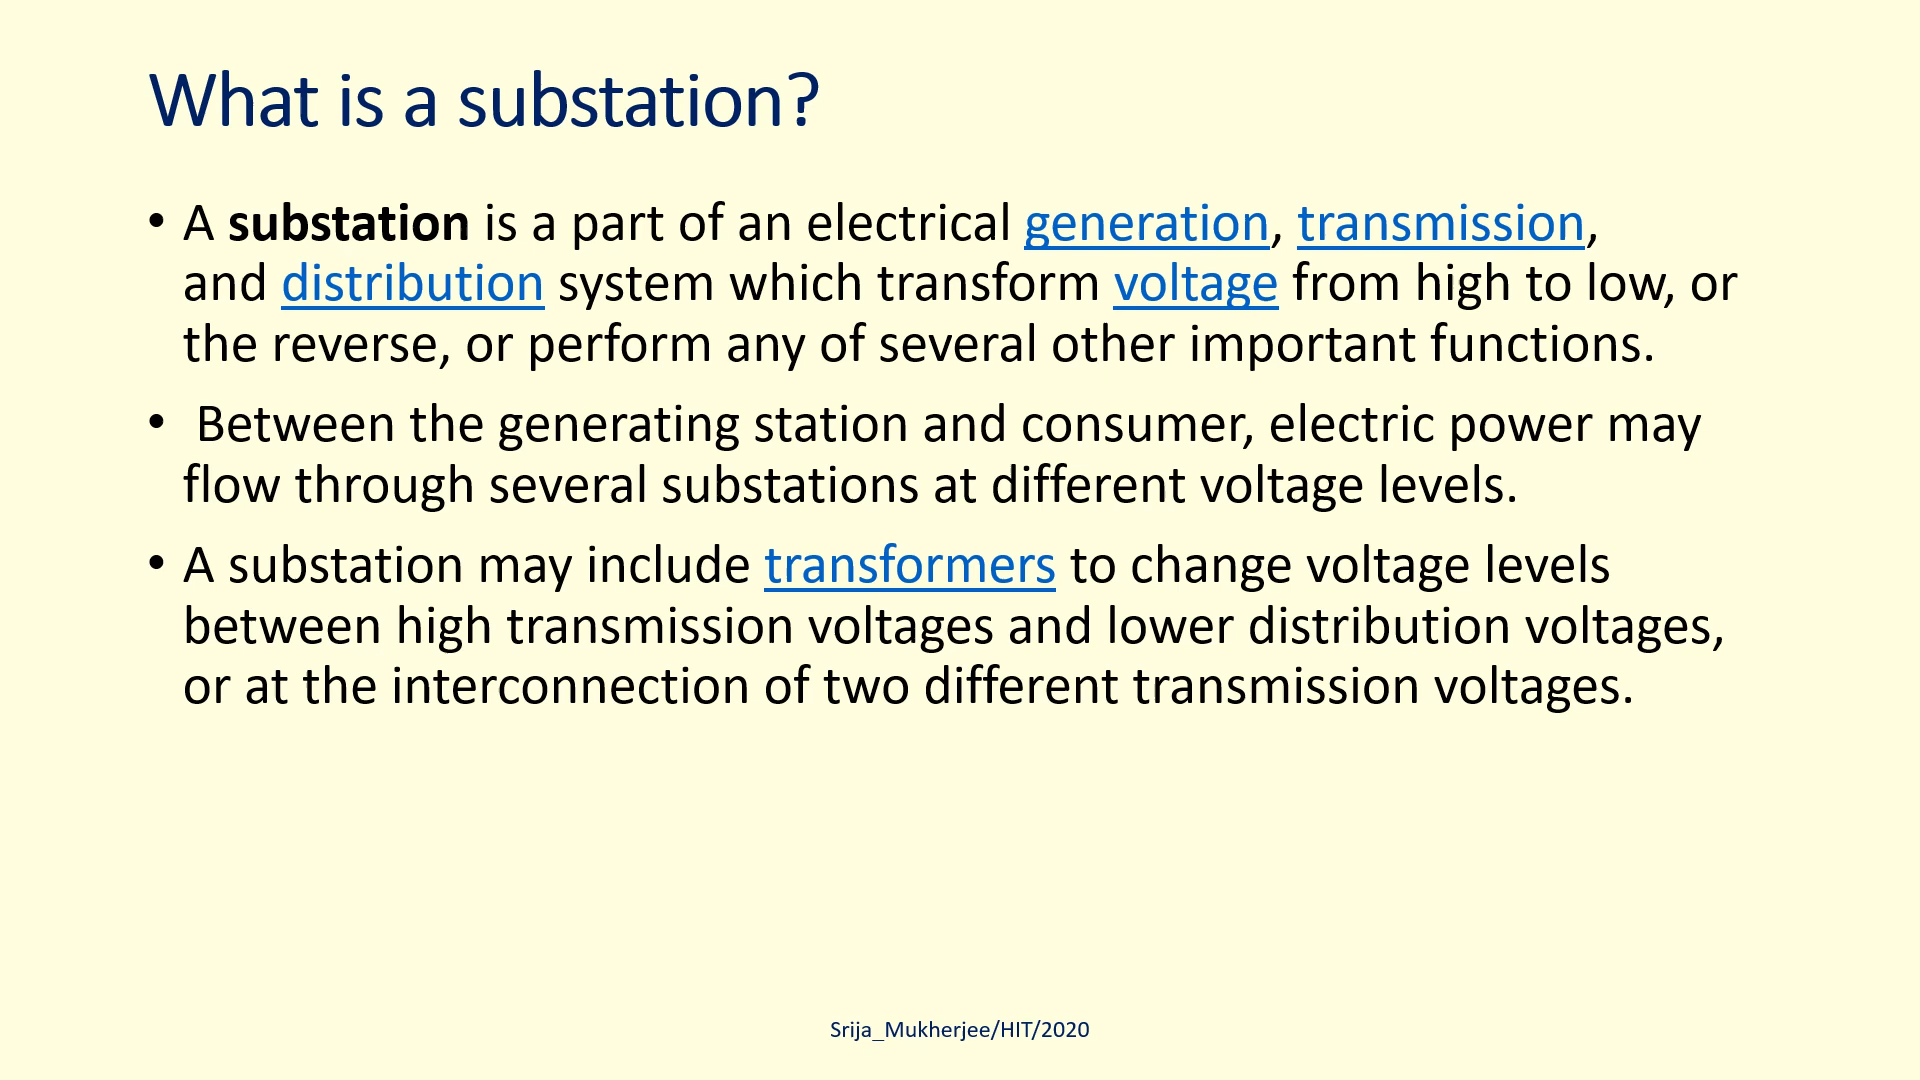 What is a substation?
• A substation is a part of an electrical generation, transmission,
and distribution system which transform voltage from high to low, or
the reverse, or perform any of several other important functions.
• Between the generating station and consumer, electric power may
flow through several substations at different voltage levels.
• A substation may include transformers to change voltage levels
between high transmission voltages and lower distribution voltages,
or at the interconnection of two different transmission voltages.
Srija_Mukherjee/HIT/2020